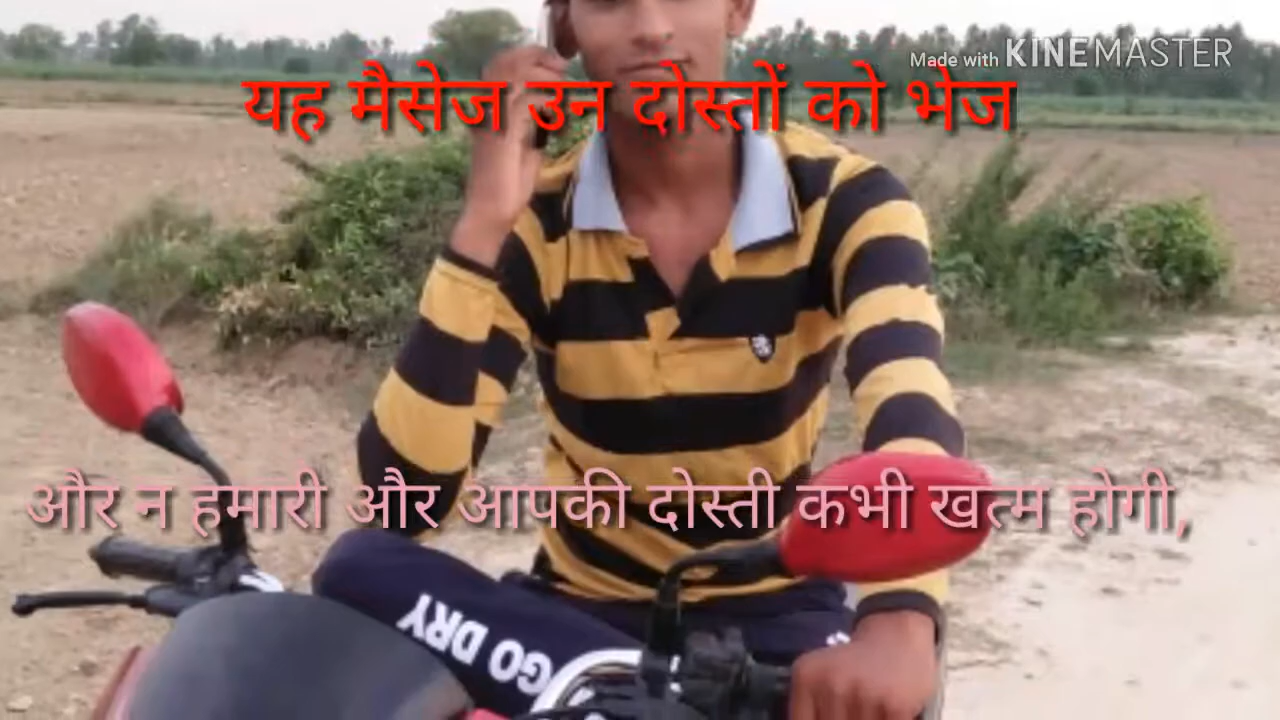 Made with KINEMASTER
यह मैसेज उन दोस्तों को भेज
और न हमारी और आपकी दोस्ती कभी खत्म होगी,
GO DRY